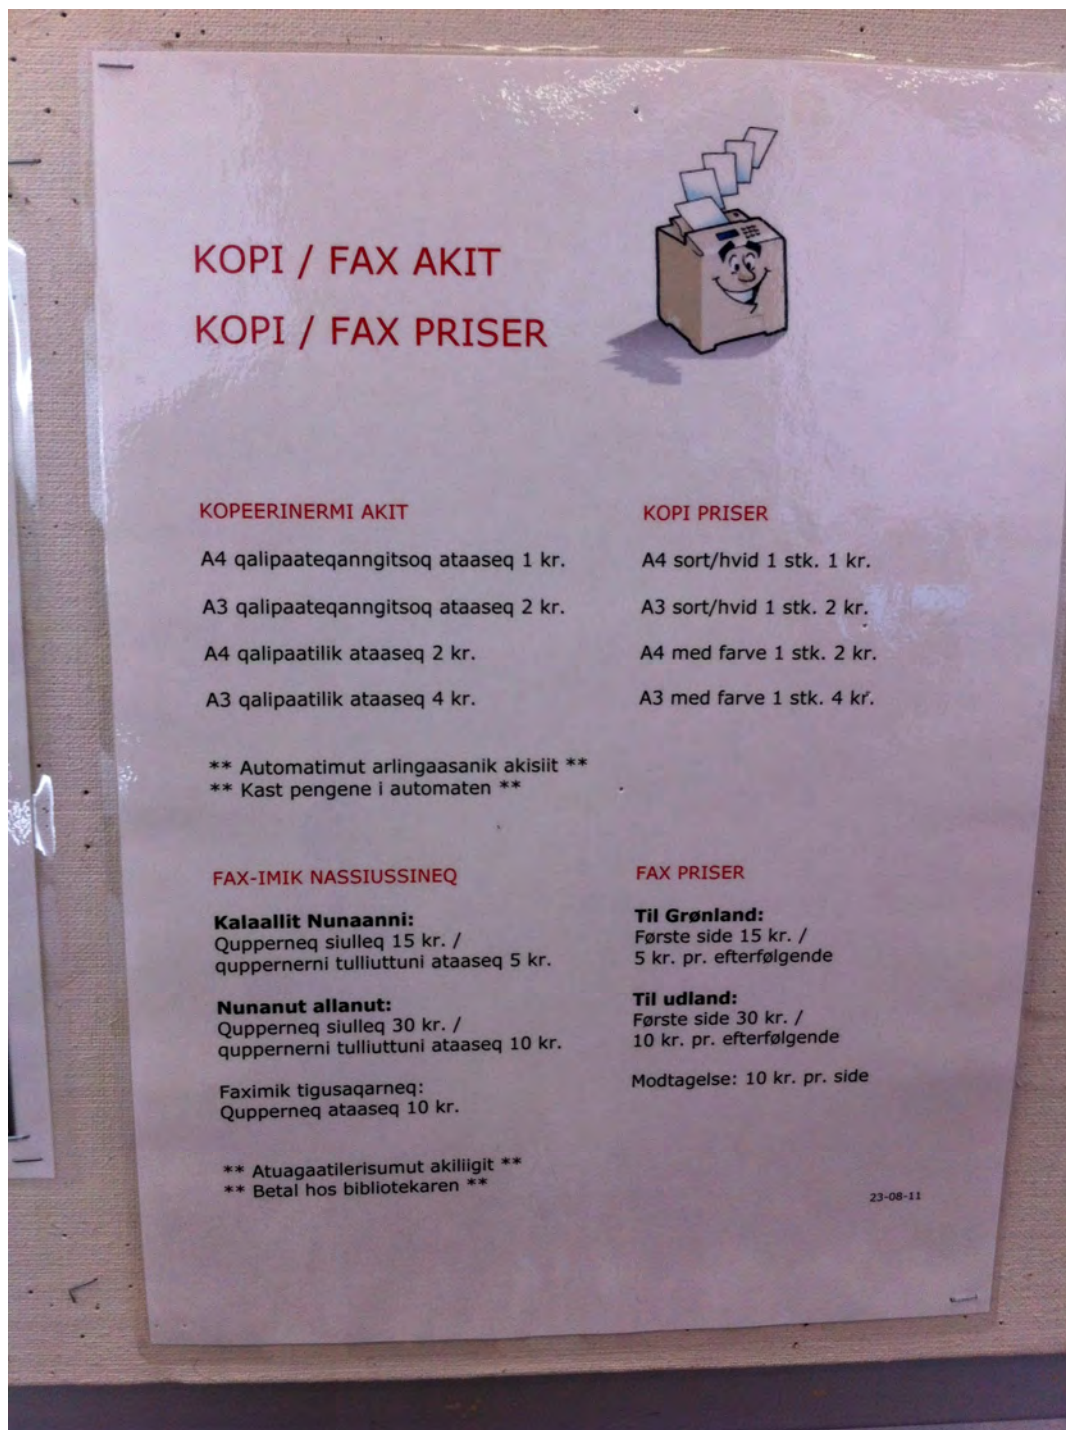 KOPI / FAX AKIT
KOPI / FAX PRISER
KOPEERINERMI AKIT
A4 qalipaateqanngitsoq ataaseq 1 kr.
A3 qalipaateqanngitsoq ataaseq 2 kr.
A4 qalipaatilik ataaseq 2 kr.
A3 qalipaatilik ataaseq 4 kr.
KOPI PRISER
A4 sort/hvid 1 stk. 1 kr.
A3 sort/hvid 1 stk. 2 kr.
A4 med farve 1 stk. 2 kr.
A3 med farve 1 stk. 4 kr.
** Automatimut arlingaasanik akisiit **
** Kast pengene i automaten **
FAX-IMIK NASSIUSSINEQ
Kalaallit Nunaanni:
Qupperneq siulleq 15 kr. /
quppernerni tulliuttuni ataaseq 5 kr.
Nunanut allanut:
Qupperneq siulleq 30 kr. /
quppernerni tulliuttuni ataaseq 10 kr.
Faximik tigusaqarneq:
Qupperneq ataaseq 10 kr.
FAX PRISER
Til Grønland:
Første side 15 kr. /
5 kr. pr. efterfølgende
Til udland:
Første side 30 kr. /
10 kr. pr. efterfølgende
Modtagelse: 10 kr. pr. side
** Atuagaatilerisumut akiliigit **
** Betal hos bibliotekaren **
23-08-11